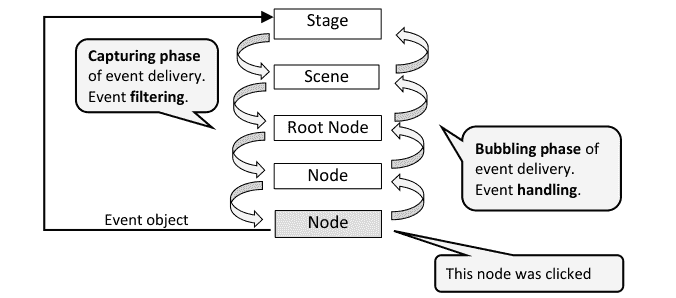 Stage
Capturing phase
of event delivery.
Event filtering.
Scene
Root Node
Bubbling phase of
event delivery.
Event handling.
Node
Event object
Node
This node was clicked